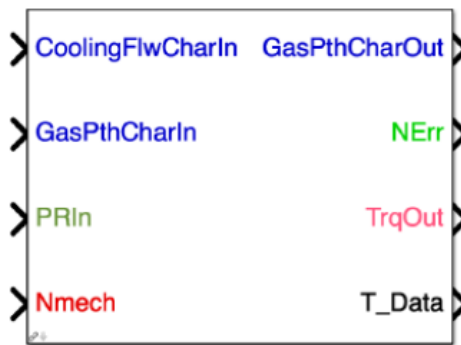 CoolingFlwCharIn GasPthCharOut
GasPthCharIn NErr
PRIn TrqOut
Nmech T_Data